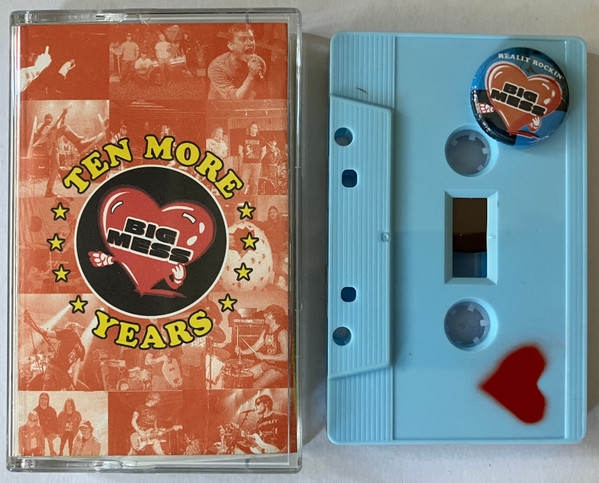 TEN MORE
BIG
MESS
YEARS
REALLY ROCKIN'
BIG
MESS